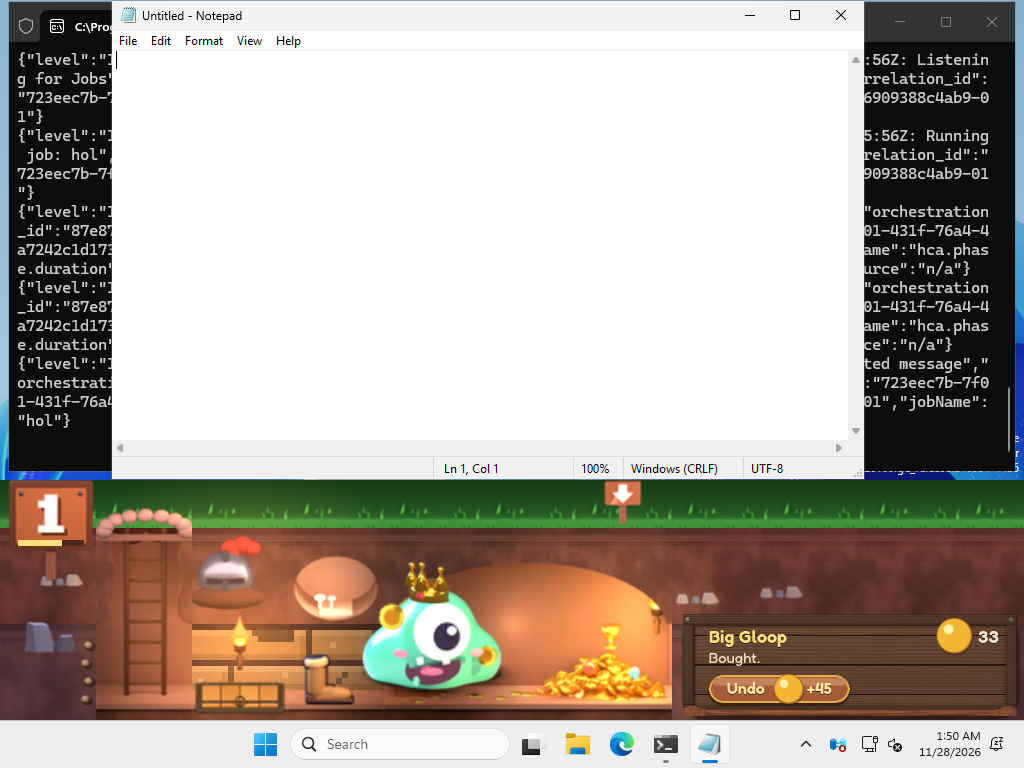 C:\Prog
Untitled - Notepad
File Edit Format View Help
{"level":"I
:56Z: Listenin
g for Jobs"
rrelation_id":
"723eec7b-7
6909388c4ab9-0
1"}
{"level":"I
5:56Z: Running
job: hol",
relation_id":"
723eec7b-7f
909388c4ab9-01
"}
{"level":"I
"orchestration
_id":"87e87
01-431f-76a4-4
a7242c1d173
ame":"hca.phas
e.duration"
urce":"n/a"}
{"level":"I
"orchestration
_id":"87e87
01-431f-76a4-4
a7242c1d173
ame":"hca.phas
e.duration"
ce":"n/a"}
{"level":"I
ted message","
orchestrati
:"723eec7b-7f0
1-431f-76a4
01","jobName":
"hol"}
Ln 1, Col 1 100% Windows (CRLF) UTF-8
1
Big Gloop 33
Bought.
Undo +45
Search
1:50 AM
11/28/2026